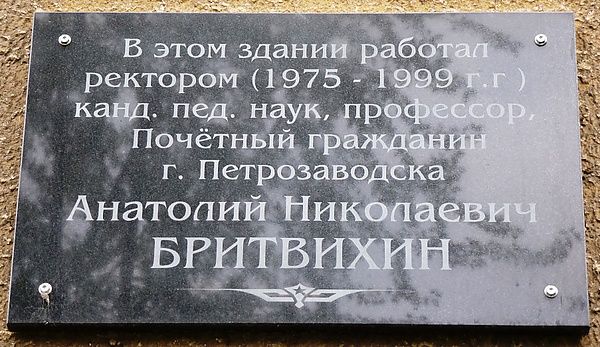 В этом здании работал
ректором (1975 - 1999 г.г )
канд. пед. наук, профессор,
Почётный гражданин
г. Петрозаводска
Анатолий Николаевич
БРИТВИХИН